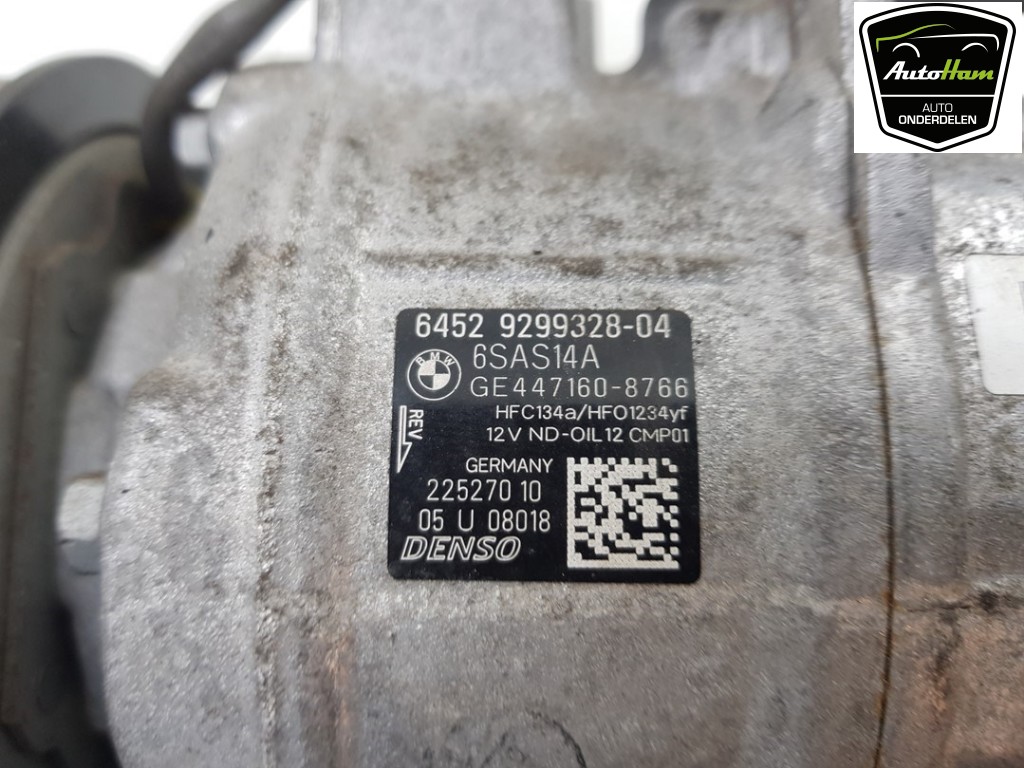 AutoHam
AUTO
ONDERDELEN
6452 9299328-04
BMW
6SAS14A
GE447160-8766
HFC134a/HFO1234yf
REV
12V ND-OIL12 CMP01
GERMANY
22527010
05 U 08018
DENSO